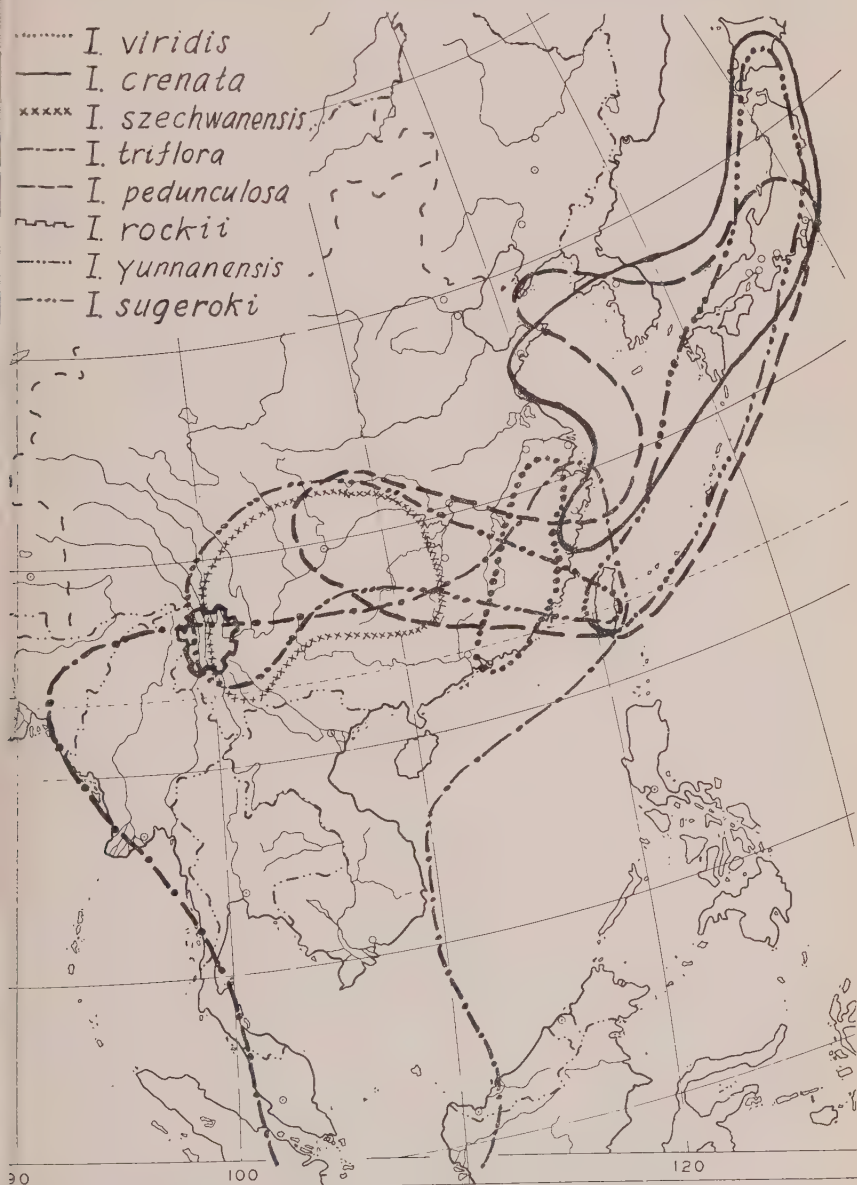 I. viridis
I. crenata
I. szechwanensis
I. triflora
I. pedunculosa
I. rockii
I. yunnanensis
I. sugeroki
90 100 120